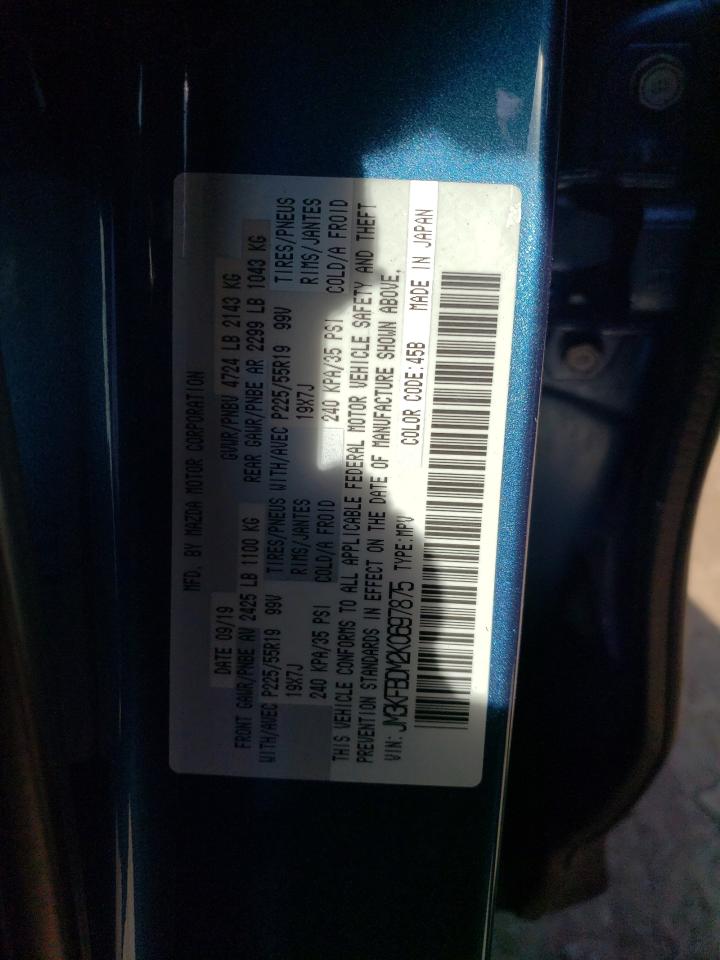 MFD. BY MAZDA MOTOR CORPORATION
DATE 09/19 GVWR/PNBV 4724 LB 2143 KG
FRONT GAWR/PNBE AV 2425 LB 1100 KG REAR GAWR/PNBE AR 2299 LB 1043 KG
WITH/AVEC P225/55R19 99V TIRES/PNEUS WITH/AVEC P225/55R19 99V TIRES/PNEUS
19X7J RIMS/JANTES 19X7J RIMS/JANTES
240 KPA/35 PSI COLD/A FROID 240 KPA/35 PSI COLD/A FROID
THIS VEHICLE CONFORMS TO ALL APPLICABLE FEDERAL MOTOR VEHICLE SAFETY AND THEFT
PREVENTION STANDARDS IN EFFECT ON THE DATE OF MANUFACTURE SHOWN ABOVE.
VIN: JM3KFBDM2K0697875 TYPE:MPV COLOR CODE:45B MADE IN JAPAN